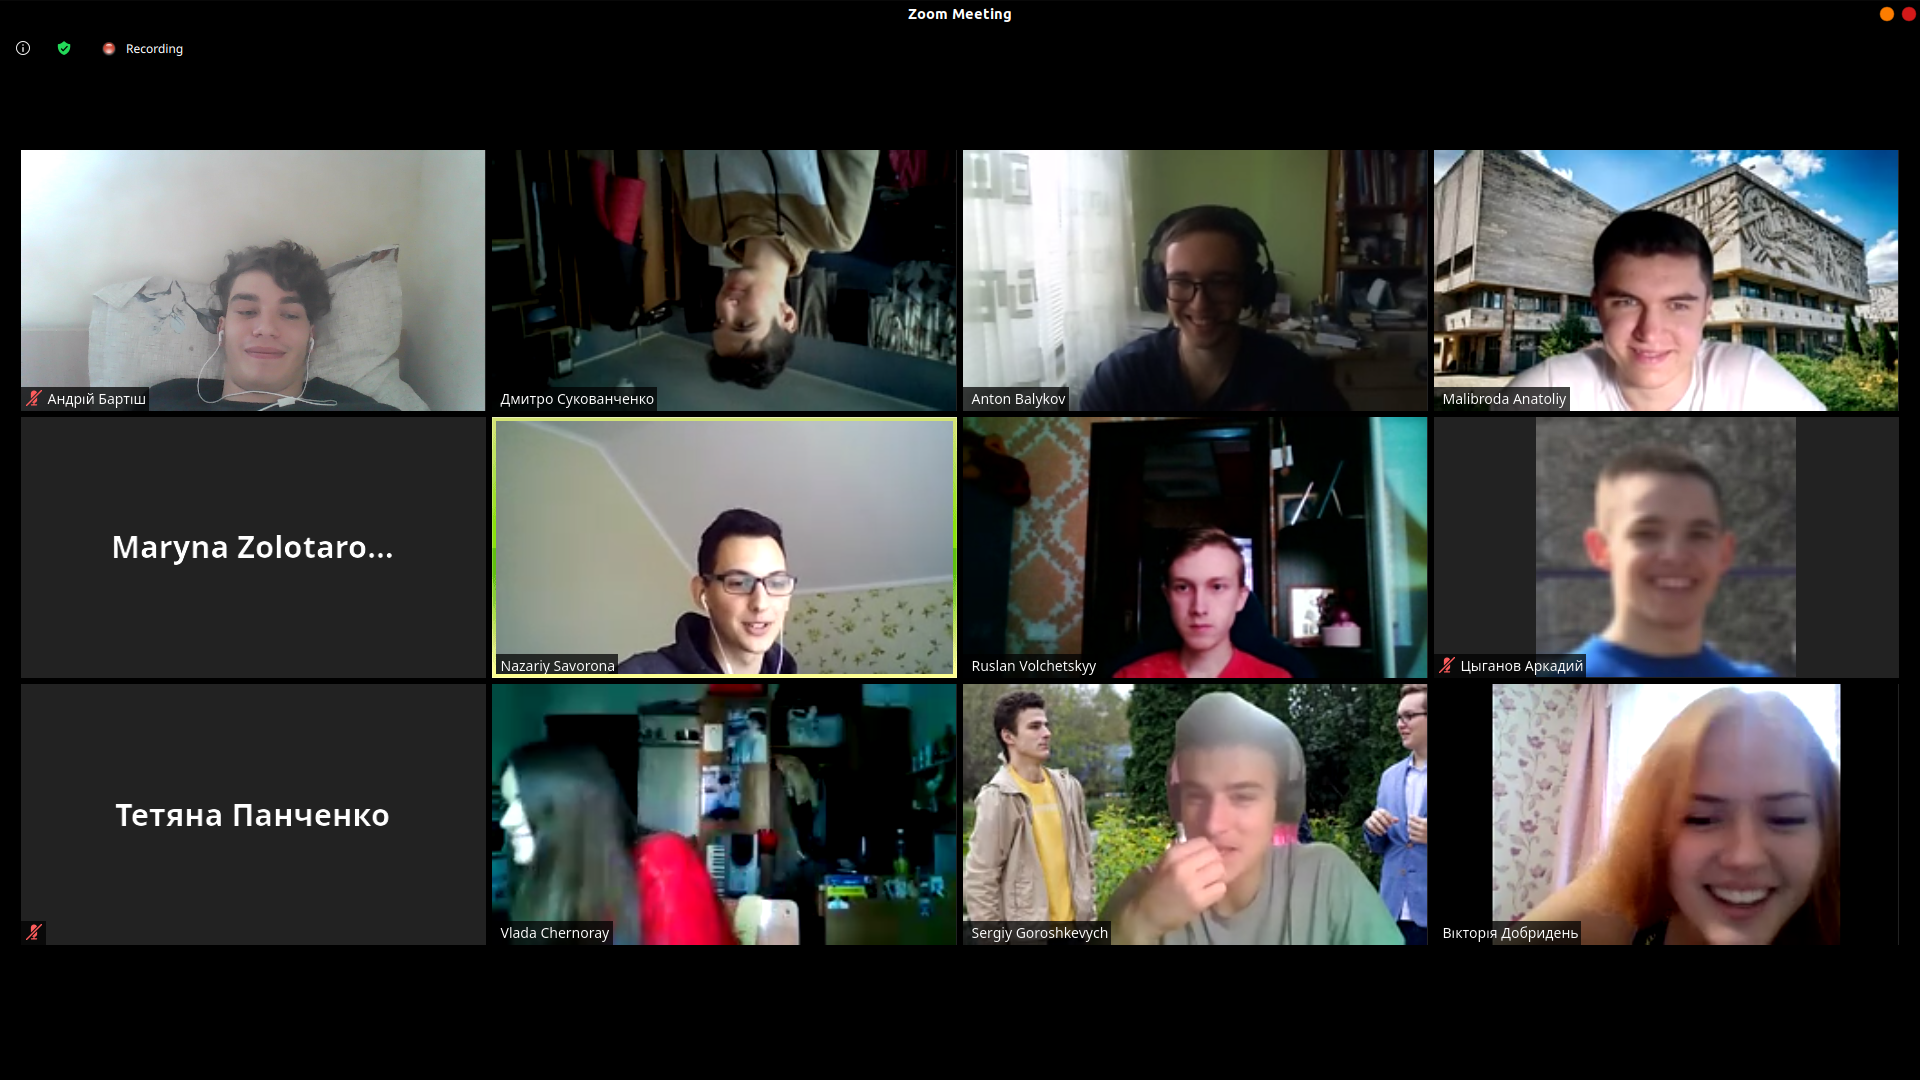 Zoom Meeting
Recording
Андрій Бартіш
Дмитро Сукованченко
Anton Balykov
Malibroda Anatoliy
Maryna Zolotaro...
Nazariy Savorona
Ruslan Volchetskyy
Цыганов Аркадий
Тетяна Панченко
Vlada Chernoray
Sergiy Goroshkevych
Вікторія Добридень